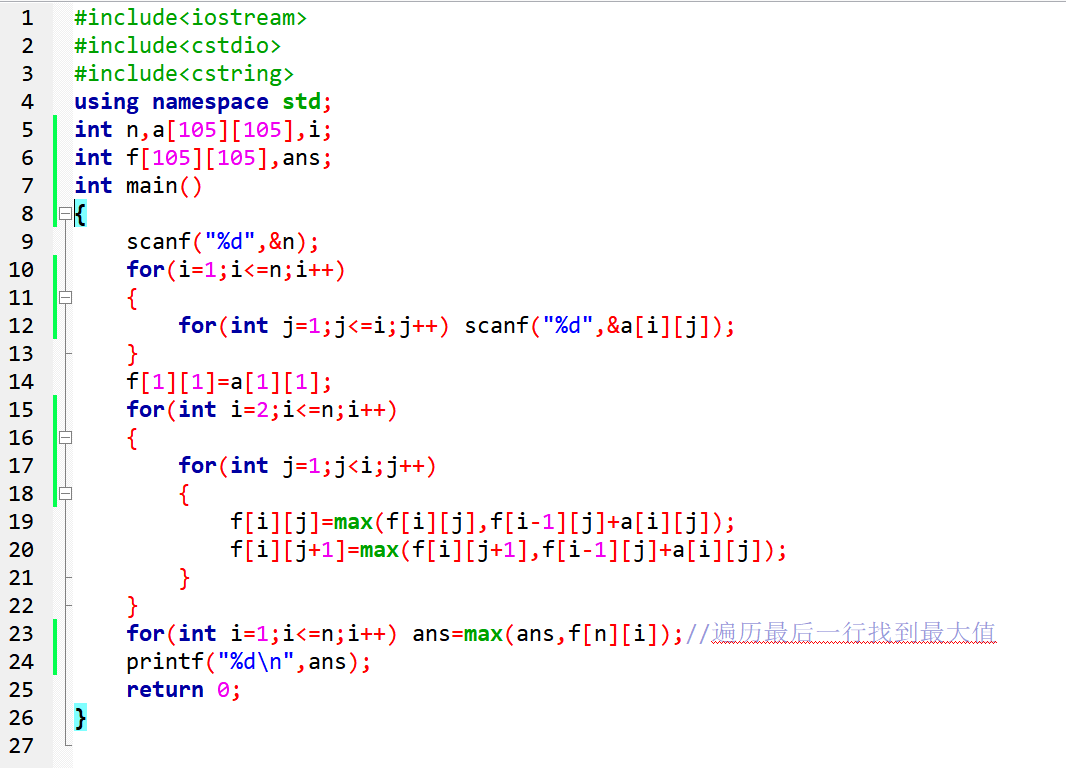 1 #include<iostream>
2 #include<cstdio>
3 #include<cstring>
4 using namespace std;
5 int n,a[105][105],i;
6 int f[105][105],ans;
7 int main()
8 {
9 scanf("%d",&n);
10 for(i=1;i<=n;i++)
11 {
12 for(int j=1;j<=i;j++) scanf("%d",&a[i][j]);
13 }
14 f[1][1]=a[1][1];
15 for(int i=2;i<=n;i++)
16 {
17 for(int j=1;j<i;j++)
18 {
19 f[i][j]=max(f[i][j],f[i-1][j]+a[i][j]);
20 f[i][j+1]=max(f[i][j+1],f[i-1][j]+a[i][j]);
21 }
22 }
23 for(int i=1;i<=n;i++) ans=max(ans,f[n][i]);//遍历最后一行找到最大值
24 printf("%d\n",ans);
25 return 0;
26 }
27